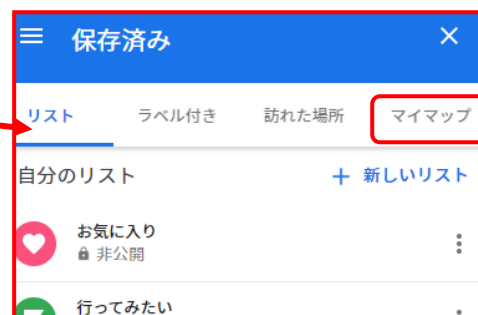 保存済み
リスト ラベル付き 訪れた場所 マイマップ
自分のリスト + 新しいリスト
お気に入り
非公開
行ってみたい